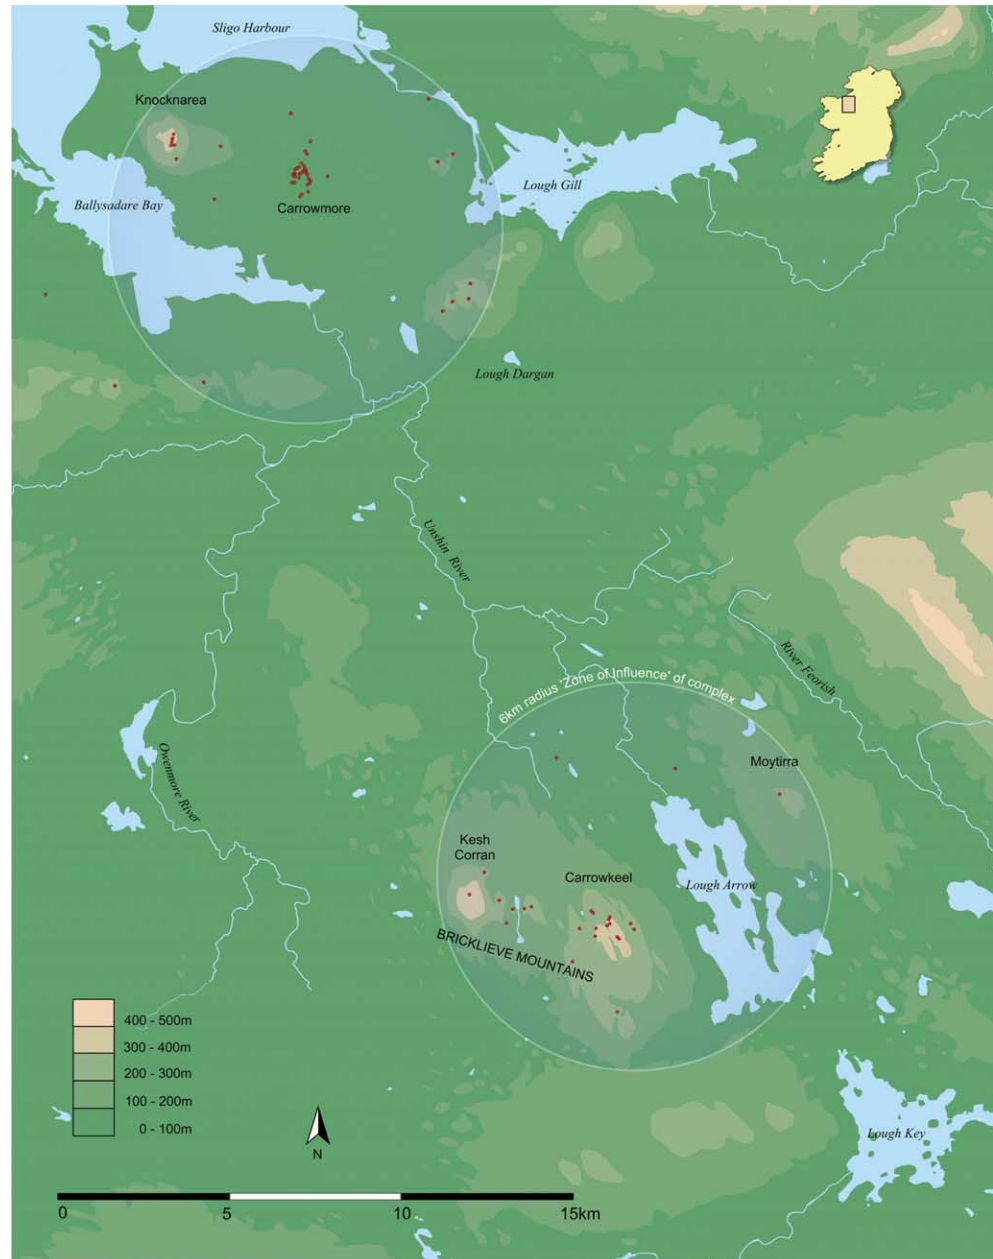 Sligo Harbour
Knocknarea
Lough Gill
Ballysadare Bay
Carrowmore
Lough Dargan
Unshin River
River Feorish
6km radius 'Zone of Influence' of complex
Owenmore River
Moytirra
Kesh
Corran
Carrowkeel
Lough Arrow
BRICKLIEVE MOUNTAINS
400 - 500m
300 - 400m
200 - 300m
100 - 200m
0 - 100m
N
Lough Key
0 5 10 15km